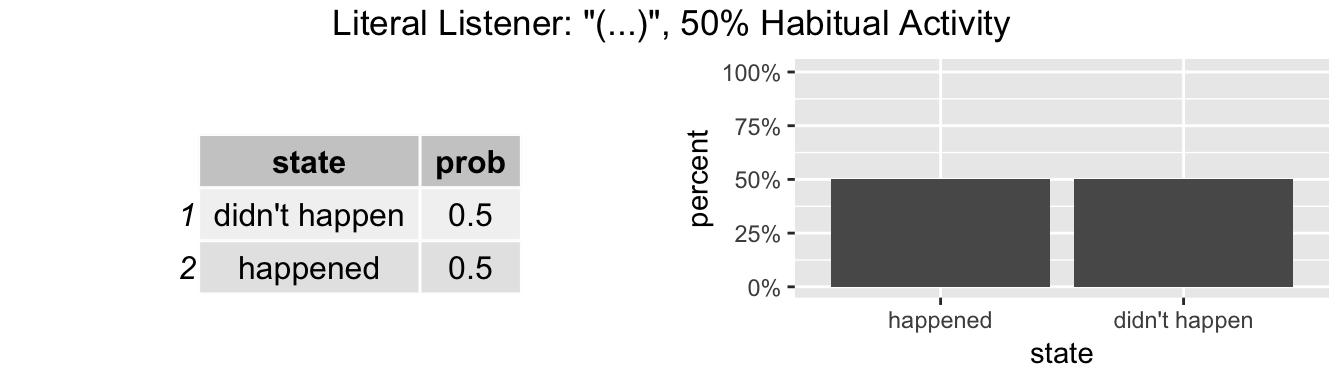 Literal Listener: "(...)", 50% Habitual Activity
state prob
1 didn't happen 0.5
2 happened 0.5
percent
100%
75%
50%
25%
0%
happened didn't happen
state